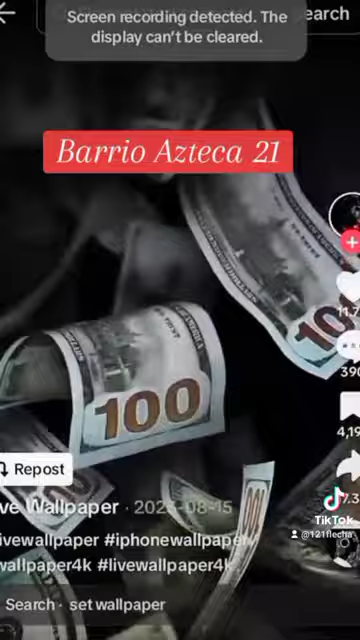 Screen recording detected. The
display can't be cleared.
earch
Barrio Azteca 21
100
Repost
ve Wallpaper · 2025-08-15
ivewallpaper #iphonewallpaper
wallpaper4k #livewallpaper4k
TikTok
@121flecha
Search · set wallpaper